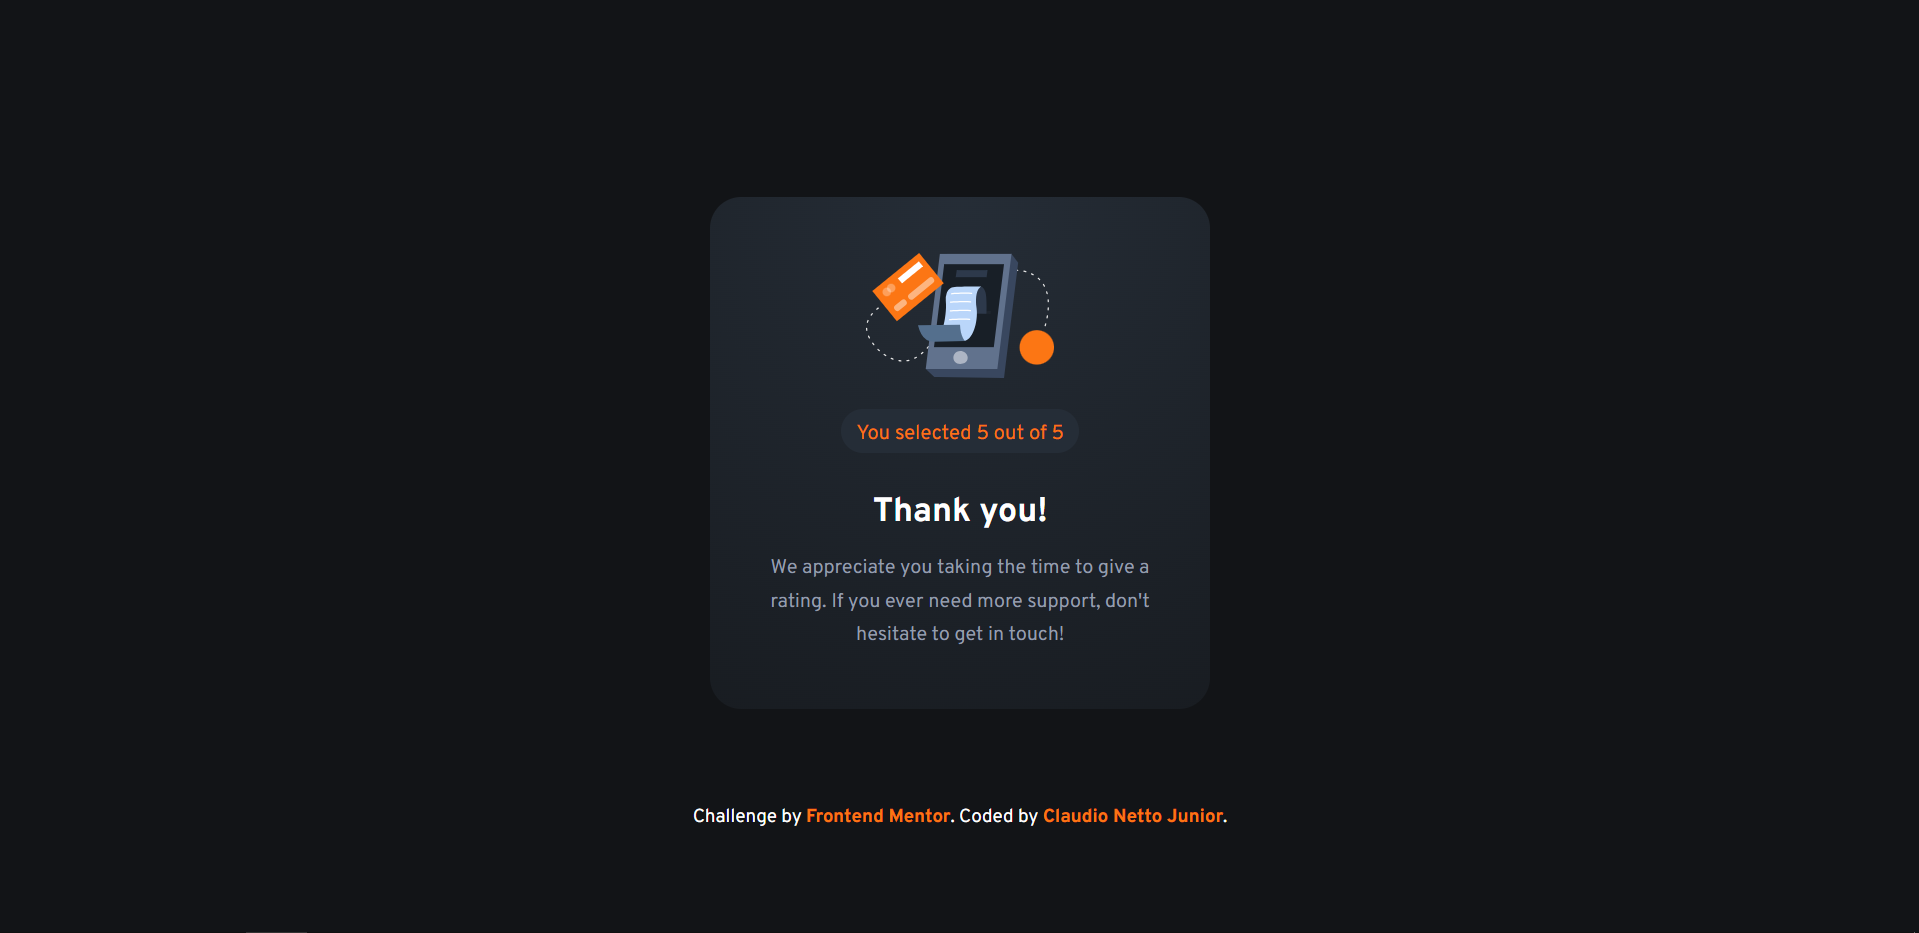 You selected 5 out of 5
Thank you!
We appreciate you taking the time to give a
rating. If you ever need more support, don't
hesitate to get in touch!
Challenge by Frontend Mentor. Coded by Claudio Netto Junior.